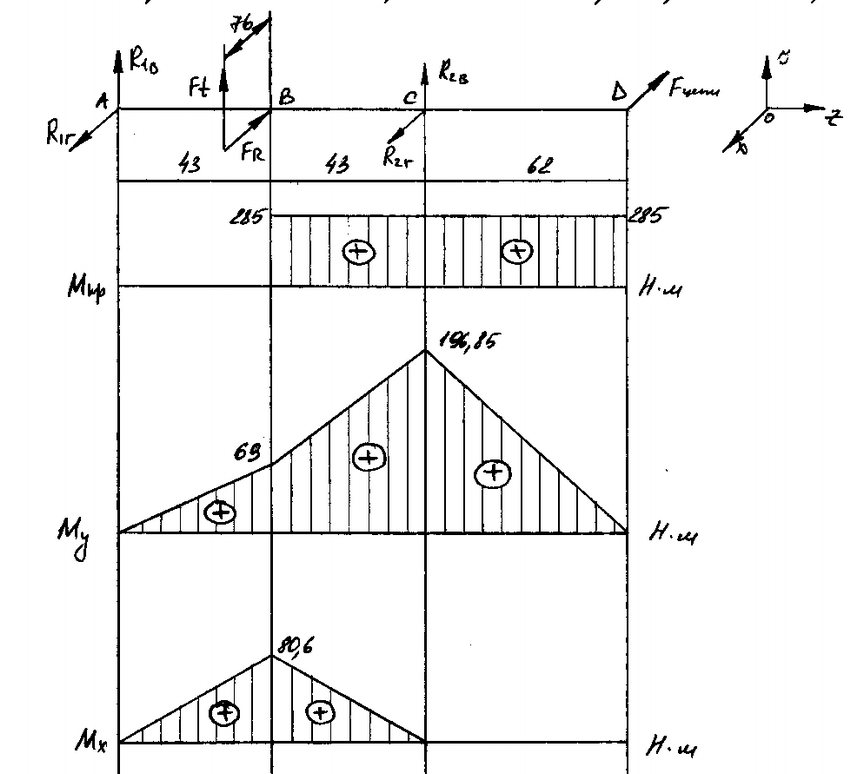 76
R₁в Ft R₂в Fцепи y
A B C D
R₁г FR R₂г o z
x
43 43 62
285 285
+ +
Mкр Н·м
196,85
69
+ + +
My Н·м
80,6
+ +
Mx Н·м